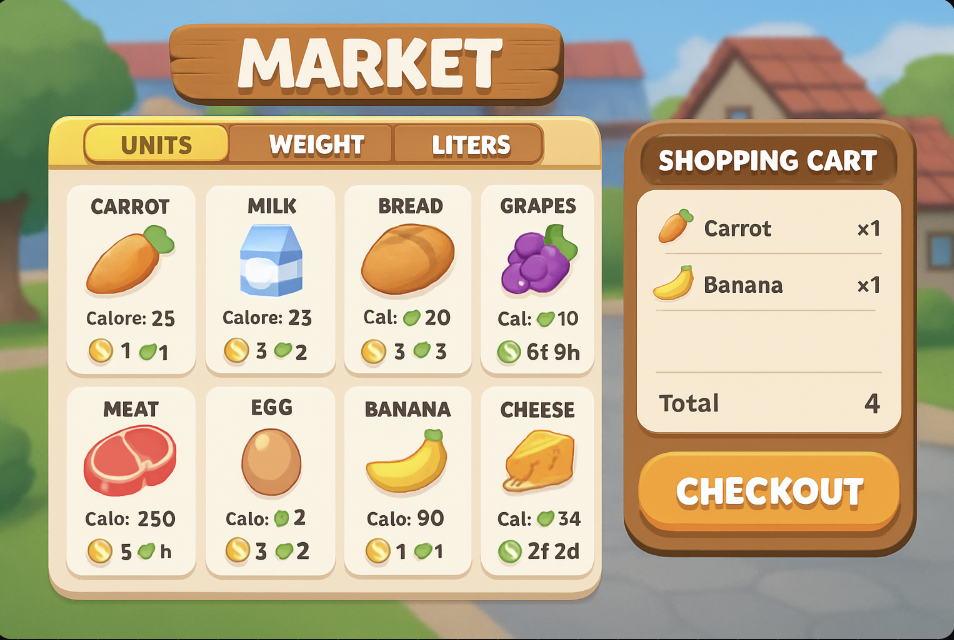 MARKET
UNITS WEIGHT LITERS
CARROT
Calore: 25
1 1
MILK
Calore: 23
3 2
BREAD
Cal: 20
3 3
GRAPES
Cal: 10
6f 9h
MEAT
Calo: 250
5 h
EGG
Calo: 2
3 2
BANANA
Calo: 90
1 1
CHEESE
Cal: 34
2f 2d
SHOPPING CART
Carrot ×1
Banana ×1
Total 4
CHECKOUT